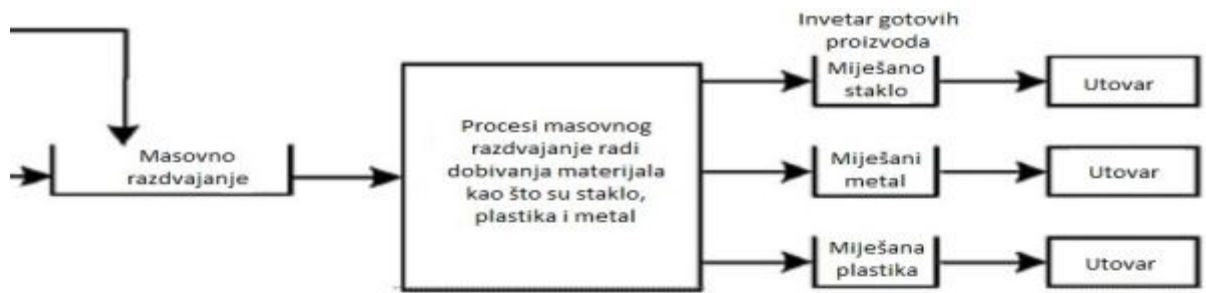 Masovno
razdvajanje
Procesi masovnog
razdvajanje radi
dobivanja materijala
kao što su staklo,
plastika i metal
Invetar gotovih
proizvoda
Miješano
staklo
Utovar
Miješani
metal
Utovar
Miješana
plastika
Utovar